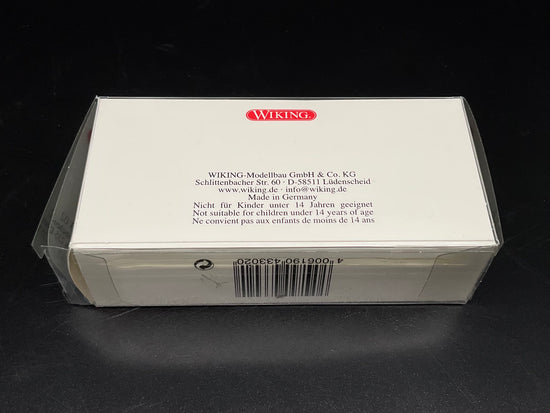 WIKING
WIKING-Modellbau GmbH & Co. KG
Schlittenbacher Str. 60 · D-58511 Lüdenscheid
www.wiking.de · info@wiking.de
Made in Germany
Nicht für Kinder unter 14 Jahren geeignet
Not suitable for children under 14 years of age
Ne convient pas aux enfants de moins de 14 ans
4 006190 433020